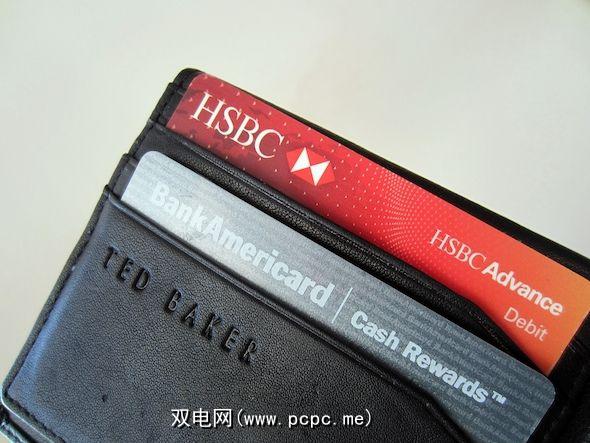 HSBC
HSBC Advance
Debit
BankAmericard | Cash Rewards™
TED BAKER
双电网(www.pcpc.me)